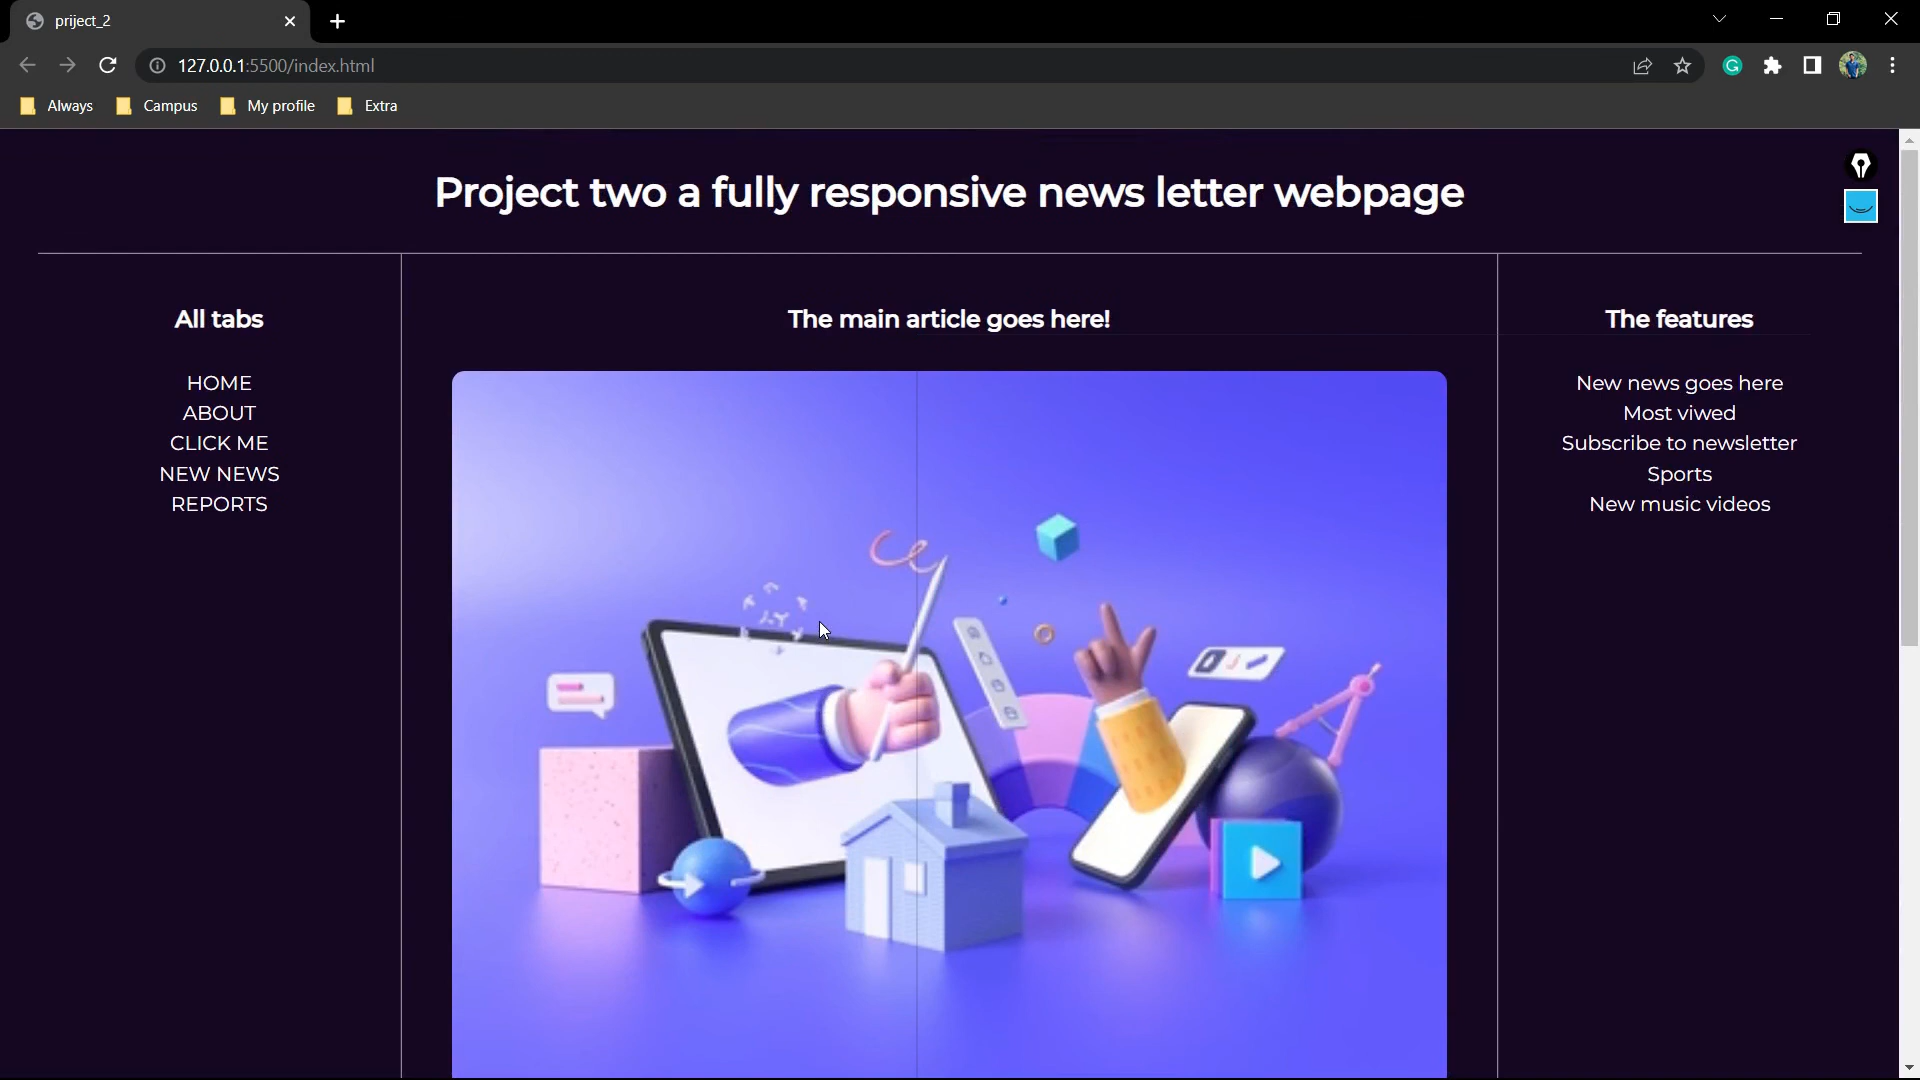 priject_2
127.0.0.1:5500/index.html
Always
Campus
My profile
Extra
Project two a fully responsive news letter webpage
All tabs
HOME
ABOUT
CLICK ME
NEW NEWS
REPORTS
The main article goes here!
The features
New news goes here
Most viwed
Subscribe to newsletter
Sports
New music videos